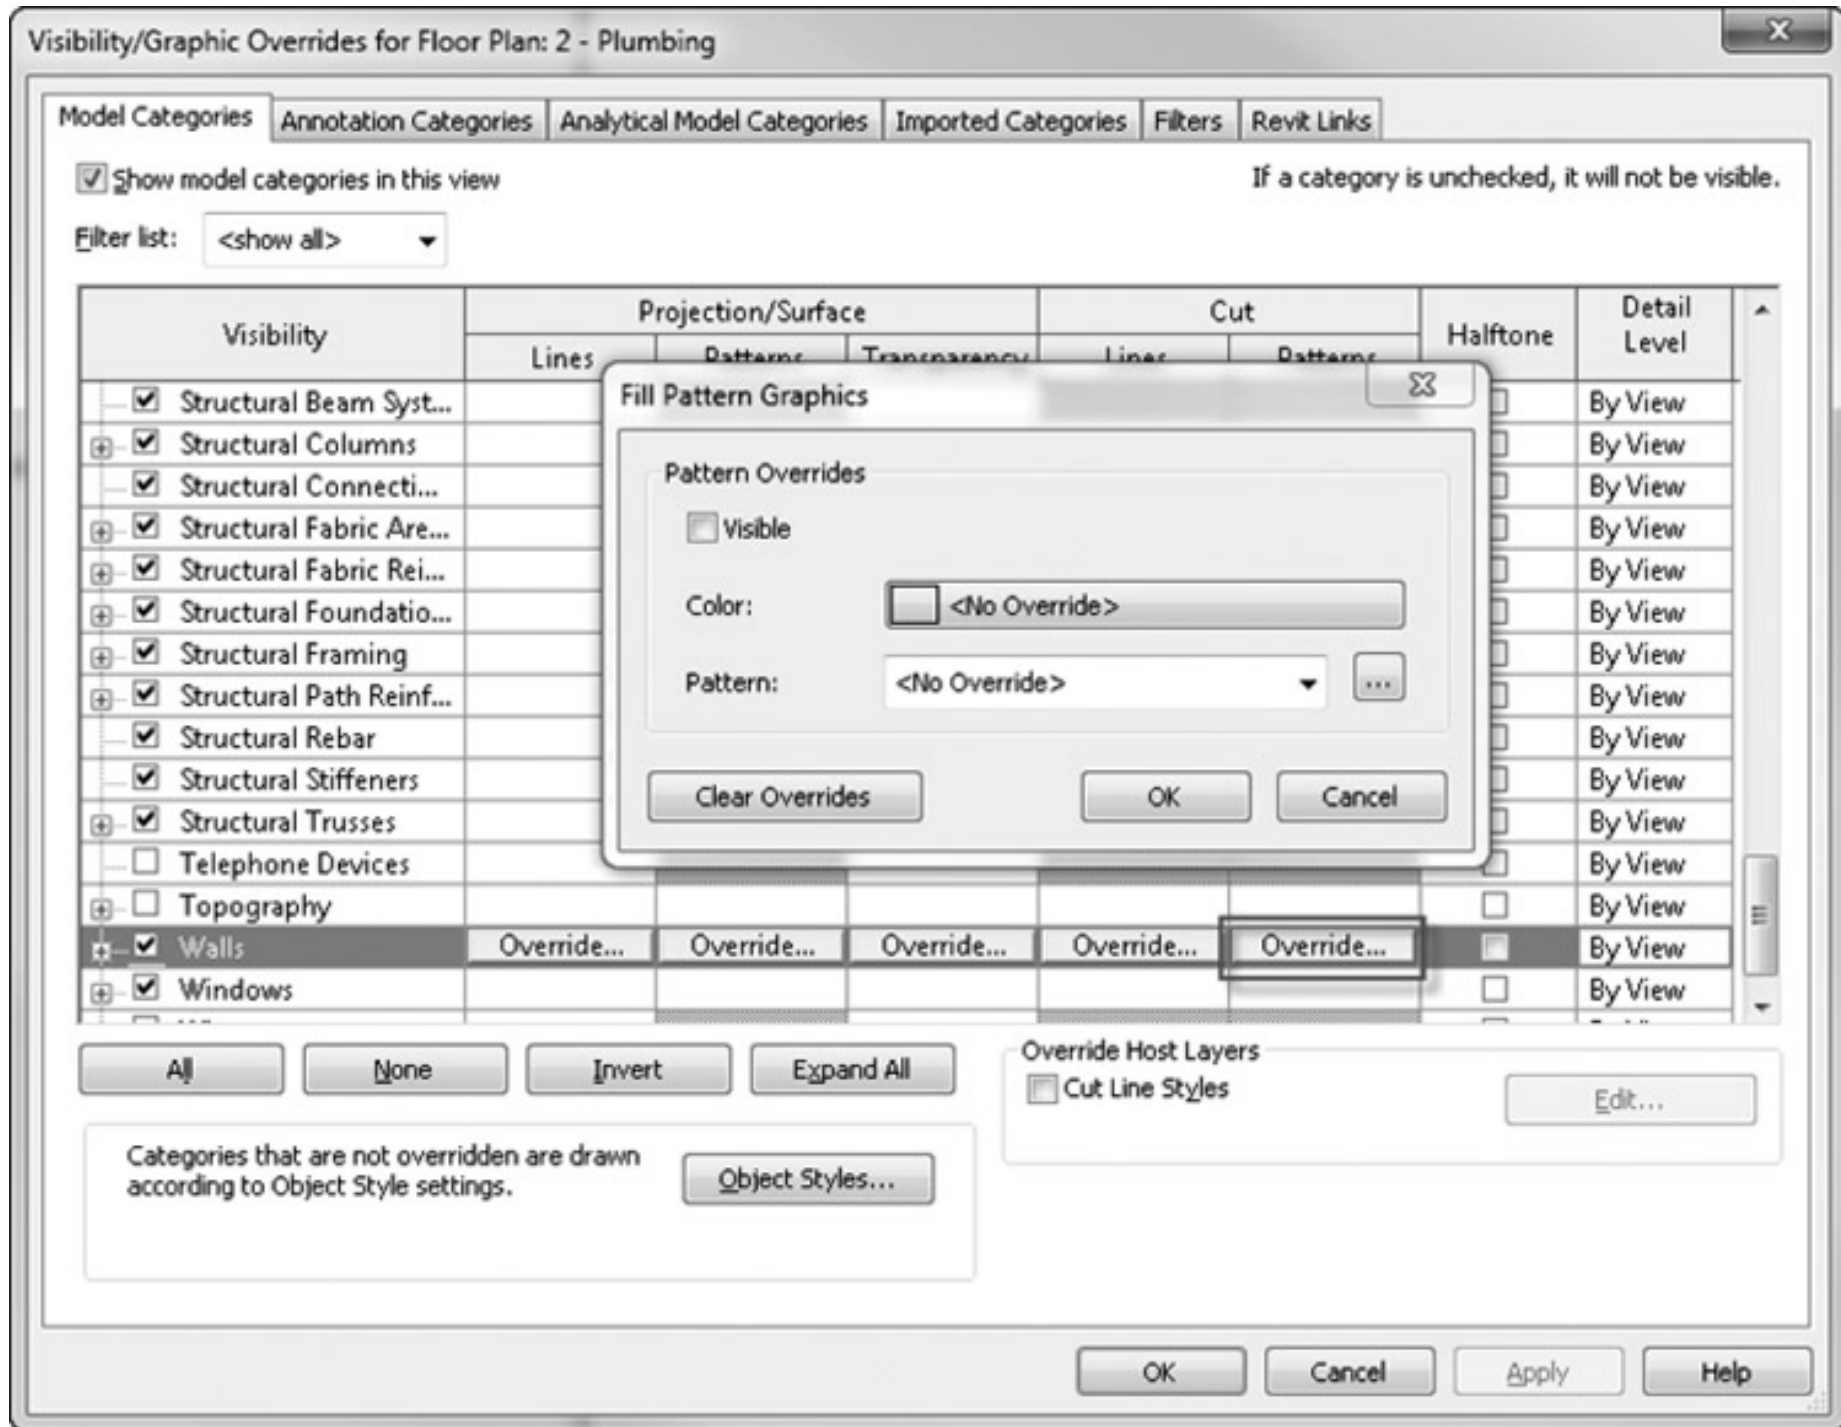 Visibility/Graphic Overrides for Floor Plan: 2 - Plumbing
Model Categories Annotation Categories Analytical Model Categories Imported Categories Filters Revit Links
Show model categories in this view
If a category is unchecked, it will not be visible.
Filter list: <show all>
Visibility Projection/Surface Cut Halftone Detail Level
Lines Patterns Transparency Lines Patterns
Structural Beam Syst... By View
Structural Columns By View
Structural Connecti... By View
Structural Fabric Are... By View
Structural Fabric Rei... By View
Structural Foundatio... By View
Structural Framing By View
Structural Path Reinf... By View
Structural Rebar By View
Structural Stiffeners By View
Structural Trusses By View
Telephone Devices By View
Topography By View
Walls Override... Override... Override... Override... Override... By View
Windows By View
Fill Pattern Graphics
Pattern Overrides
Visible
Color: <No Override>
Pattern: <No Override> ...
Clear Overrides OK Cancel
All None Invert Expand All
Override Host Layers
Cut Line Styles Edit...
Categories that are not overridden are drawn
according to Object Style settings.
Object Styles...
OK Cancel Apply Help